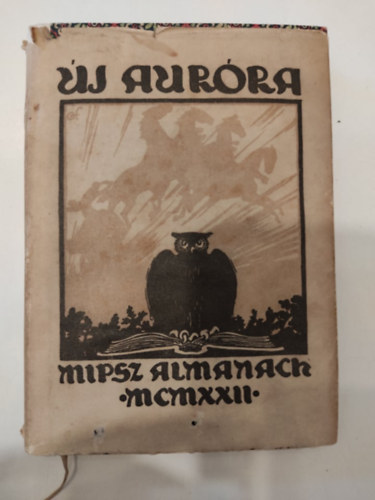 ÚJ AURÓRA
MIPSZ ALMANACH
·MCMXXII·